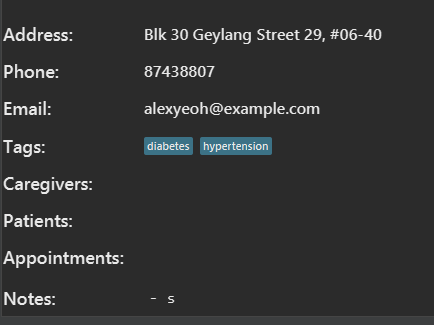 Address: Blk 30 Geylang Street 29, #06-40
Phone: 87438807
Email: alexyeoh@example.com
Tags: diabetes hypertension
Caregivers:
Patients:
Appointments:
Notes: - s